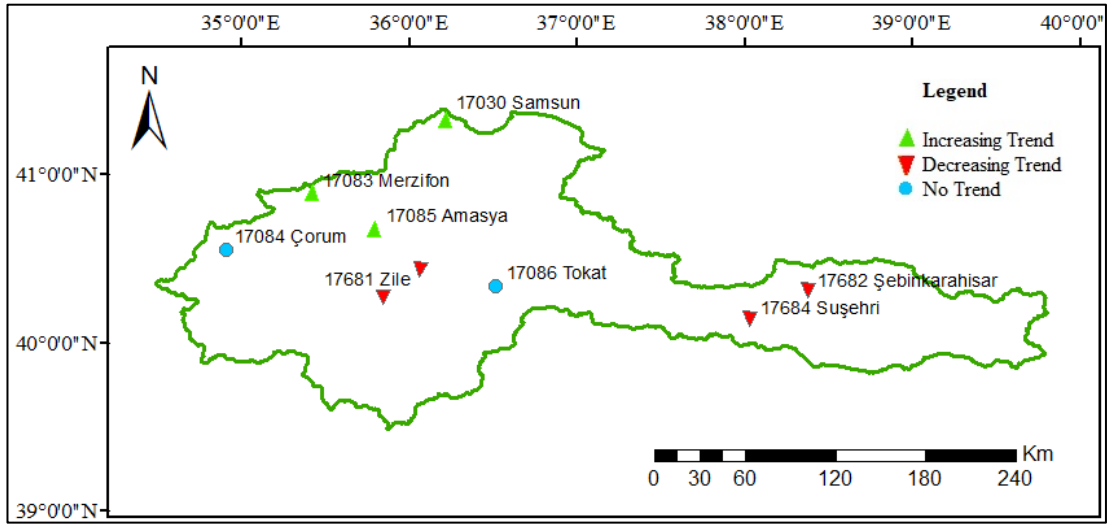 35°0'0"E 36°0'0"E 37°0'0"E 38°0'0"E 39°0'0"E 40°0'0"E
N
Legend
17030 Samsun
Increasing Trend
Decreasing Trend
No Trend
41°0'0"N
17083 Merzifon
17085 Amasya
17084 Çorum
17681 Zile
17086 Tokat
17682 Şebinkarahisar
17684 Suşehri
40°0'0"N
Km
0 30 60 120 180 240
39°0'0"N